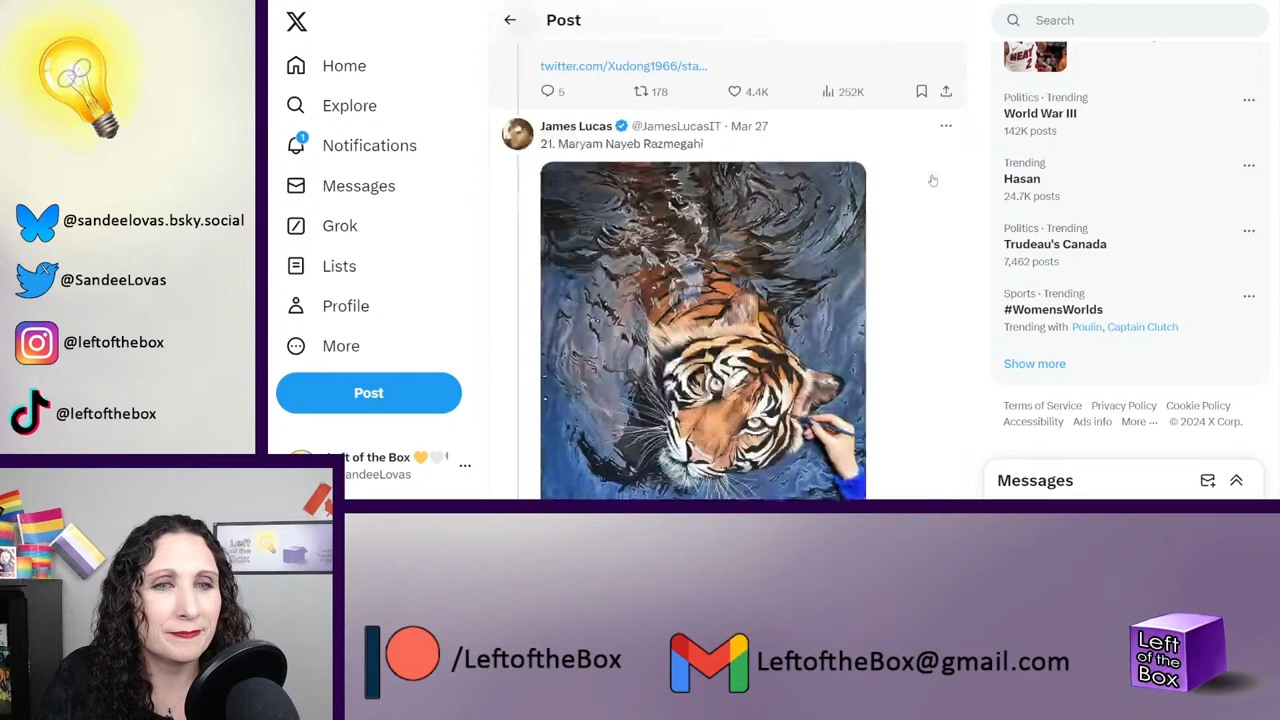 @sandeelovas.bsky.social
@SandeeLovas
@leftofthebox
@leftofthebox
Home
Explore
1
Notifications
Messages
Grok
Lists
Profile
More
Post
of the Box
SandeeLovas
Post
twitter.com/Xudong1966/sta...
5
178
4.4K
252K
James Lucas @JamesLucasIT · Mar 27
21. Maryam Nayeb Razmegahi
Search
Politics · Trending
World War III
142K posts
Trending
Hasan
24.7K posts
Politics · Trending
Trudeau's Canada
7,462 posts
Sports · Trending
#WomensWorlds
Trending with Poulin, Captain Clutch
Show more
Terms of Service Privacy Policy Cookie Policy
Accessibility Ads info More ··· © 2024 X Corp.
Messages
Left
of the
Box
/LeftoftheBox
LeftoftheBox@gmail.com
Left
of the
Box